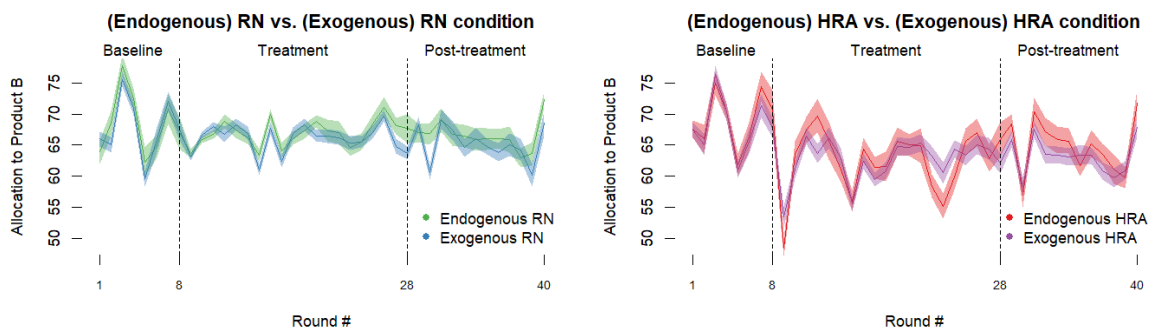 (Endogenous) RN vs. (Exogenous) RN condition
Baseline Treatment Post-treatment
Allocation to Product B
75
70
65
60
55
50
Endogenous RN
Exogenous RN
1 8 28 40
Round #
(Endogenous) HRA vs. (Exogenous) HRA condition
Baseline Treatment Post-treatment
Allocation to Product B
75
70
65
60
55
50
Endogenous HRA
Exogenous HRA
1 8 28 40
Round #